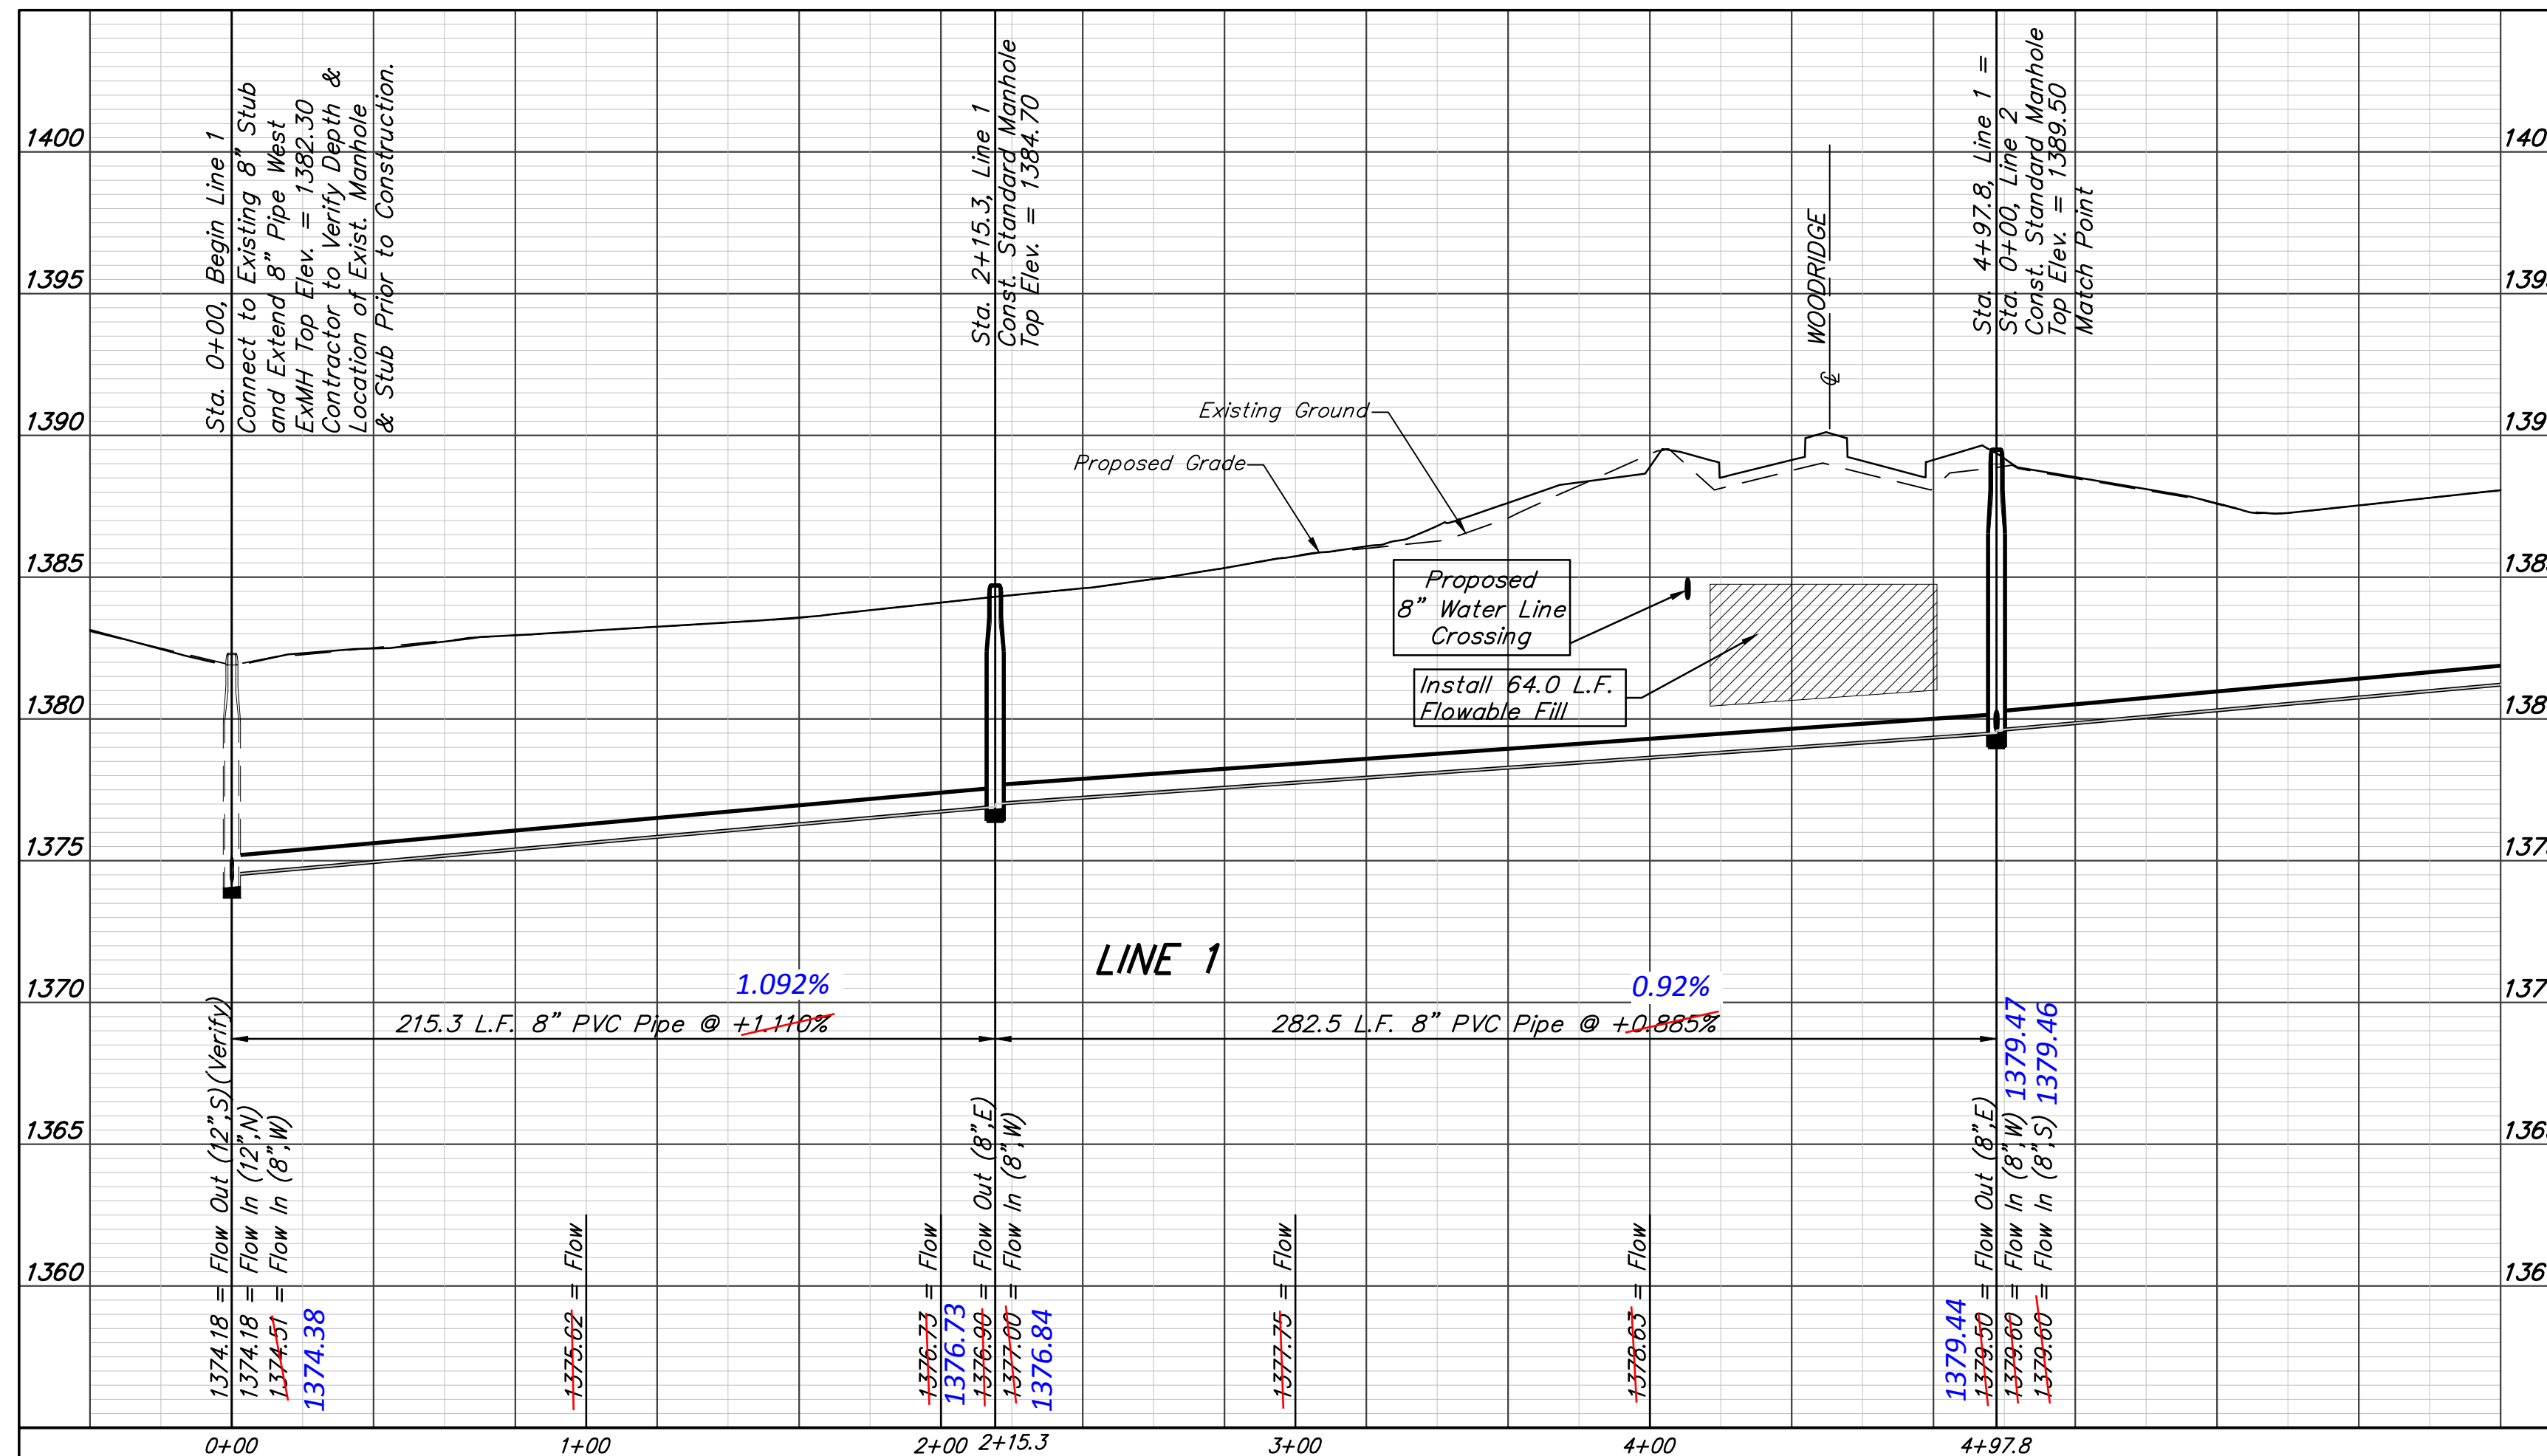 Sta. 0+00, Begin Line 1
Connect to Existing 8" Stub
and Extend 8" Pipe West
ExMH Top Elev. = 1382.30
Contractor to Verify Depth &
Location of Exist. Manhole
& Stub Prior to Construction.
Sta. 2+15.3, Line 1
Const. Standard Manhole
Top Elev. = 1384.70
WOODRIDGE
℄
Sta. 4+97.8, Line 1 =
Sta. 0+00, Line 2
Const. Standard Manhole
Top Elev. = 1389.50
Match Point
1400
1395
1390
1385
1380
1375
1370
1365
1360
140
139
139
138
138
137
137
136
136
Existing Ground
Proposed Grade
Proposed
8" Water Line
Crossing
Install 64.0 L.F.
Flowable Fill
LINE 1
1.092%
215.3 L.F. 8" PVC Pipe @ +1.110%
0.92%
282.5 L.F. 8" PVC Pipe @ +0.885%
1374.18 = Flow Out (12",S)(Verify)
1374.18 = Flow In (12",N)
1374.51 = Flow In (8",W)
1374.38
1375.62 = Flow
1376.73 = Flow
1376.73
1376.90 = Flow Out (8",E)
1377.00 = Flow In (8",W)
1376.84
1377.75 = Flow
1378.63 = Flow
1379.44
1379.50 = Flow Out (8",E)
1379.60 = Flow In (8",W) 1379.47
1379.60 = Flow In (8",S) 1379.46
0+00
1+00
2+00
2+15.3
3+00
4+00
4+97.8